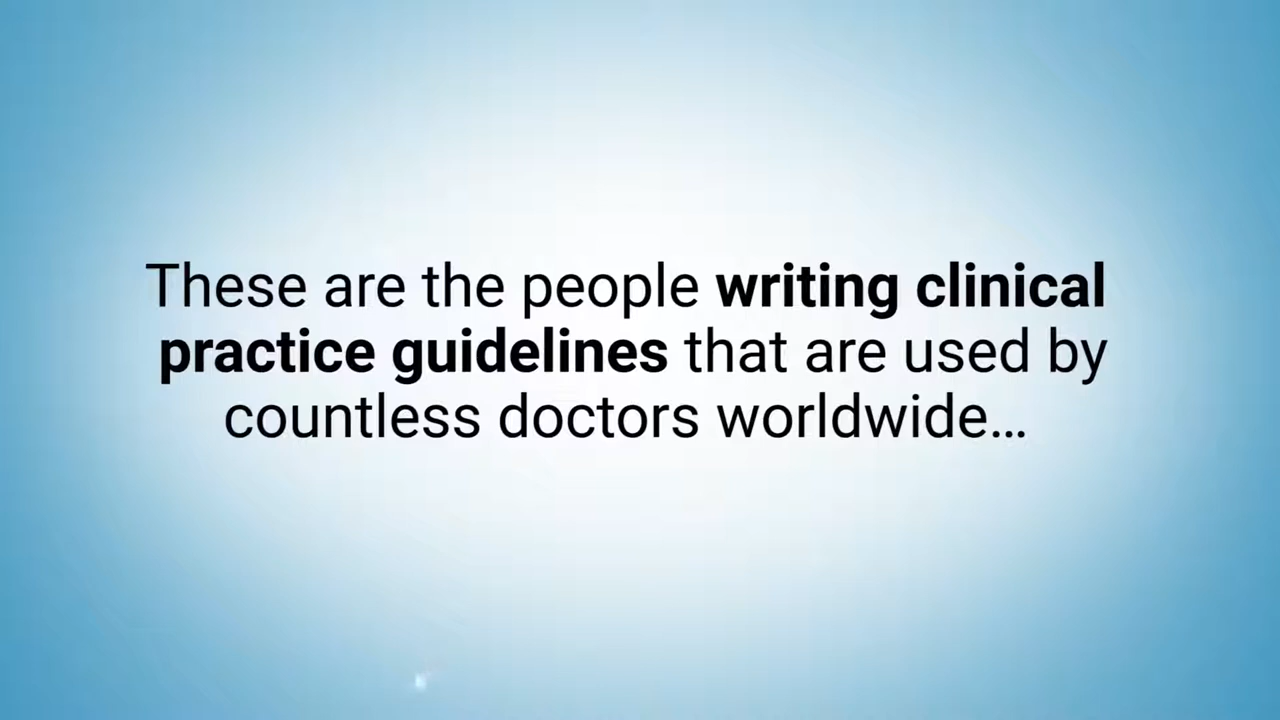 These are the people writing clinical
practice guidelines that are used by
countless doctors worldwide…